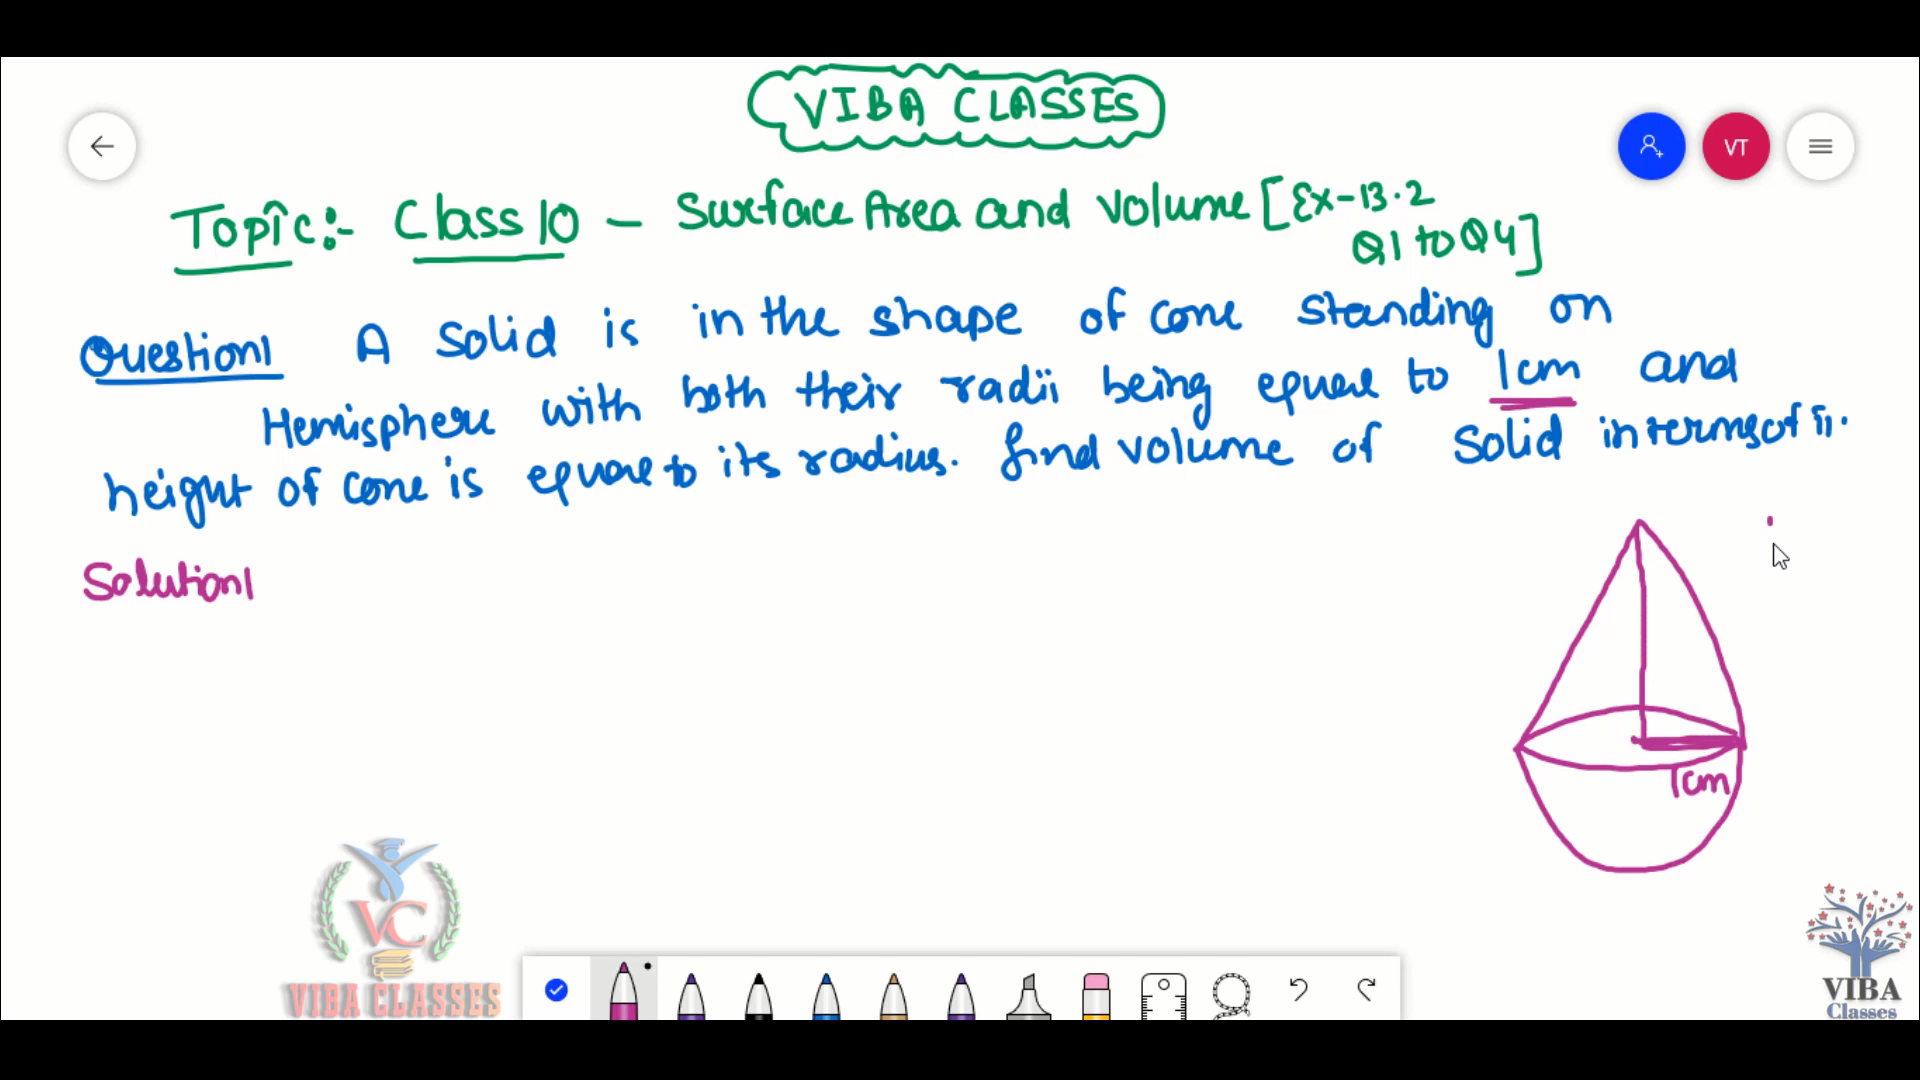 VIBA CLASSES
VT
Topic:- Class 10 - Surface Area and Volume [Ex-13.2
Q1 to Q4]
Question1 A Solid is in the shape of cone standing on
Hemisphere with both their radii being equal to 1cm and
height of cone is equal to its radius. find volume of Solid in terms of π.
Solution1
1cm
VC
VIBA CLASSES
VIBA
Classes